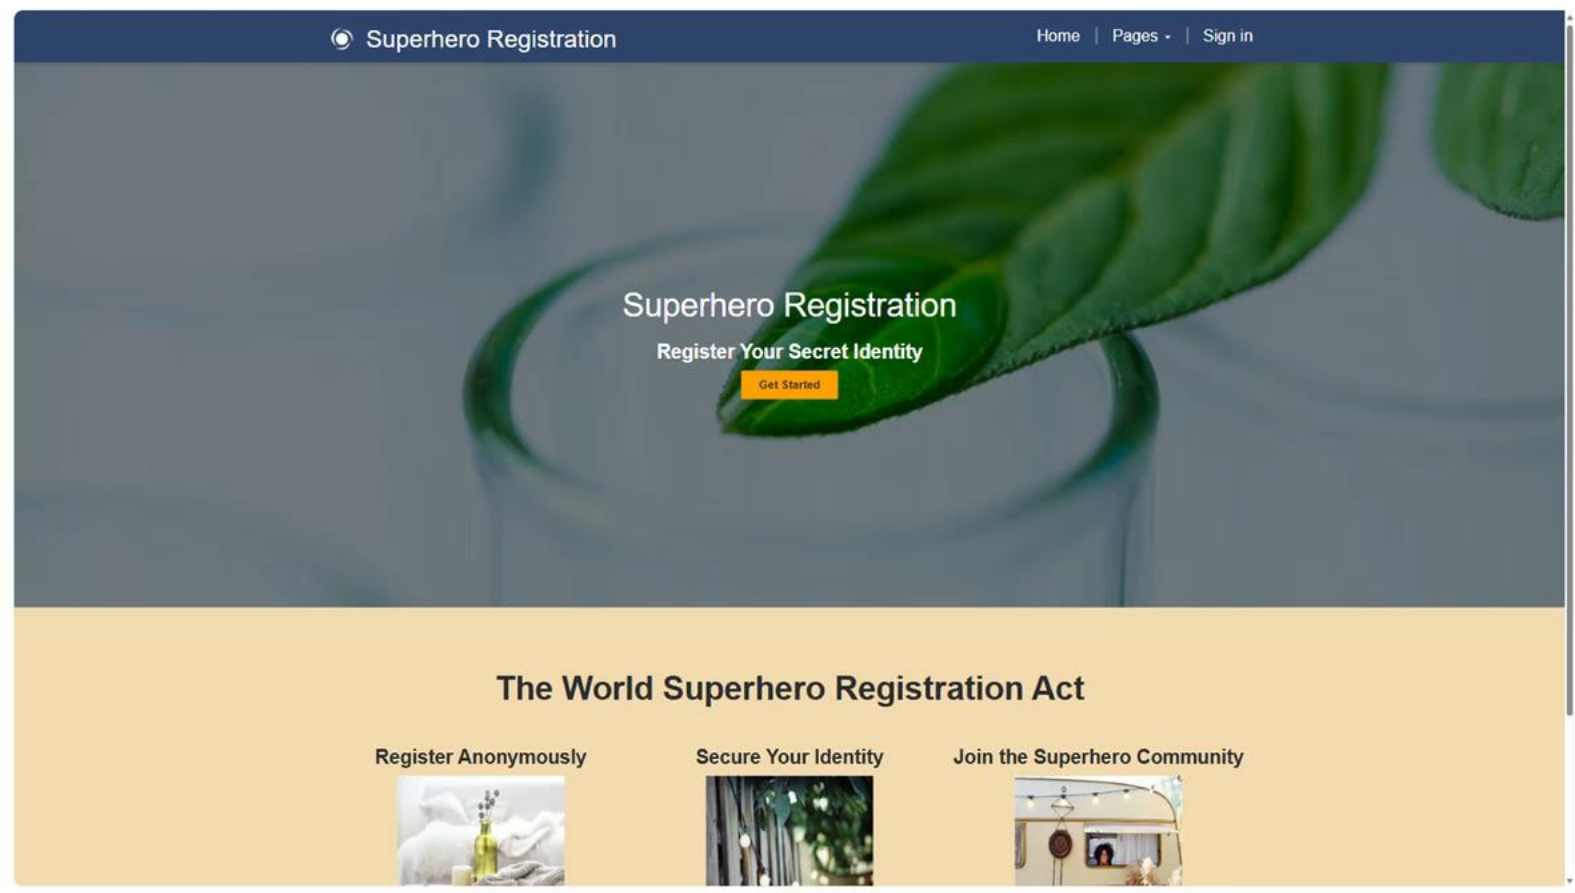 Superhero Registration
Home | Pages | Sign in
Superhero Registration
Register Your Secret Identity
Get Started
The World Superhero Registration Act
Register Anonymously
Secure Your Identity
Join the Superhero Community